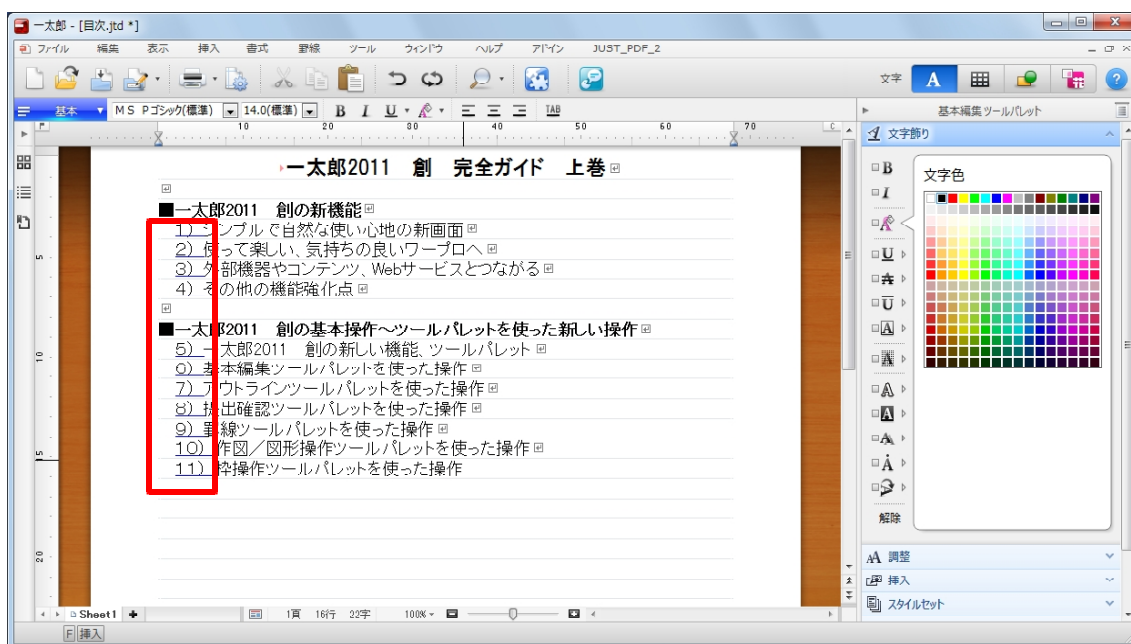 一太郎 - [目次.jtd *]
ファイル 編集 表示 挿入 書式 罫線 ツール ウィンドウ ヘルプ アドイン JUST_PDF_2
文字 A
基本 ＭＳ Ｐゴシック(標準) 14.0(標準) B I U TAB
基本編集ツールパレット
10 20 30 40 50 60 70
文字飾り
一太郎2011 創 完全ガイド 上巻
文字色
■一太郎2011 創の新機能
1) シンプルで自然な使い心地の新画面
2) 使って楽しい、気持ちの良いワープロへ
3) 外部機器やコンテンツ、Webサービスとつながる
4) その他の機能強化点
■一太郎2011 創の基本操作～ツールパレットを使った新しい操作
5) 一太郎2011 創の新しい機能、ツールパレット
6) 基本編集ツールパレットを使った操作
7) アウトラインツールパレットを使った操作
8) 提出確認ツールパレットを使った操作
9) 罫線ツールパレットを使った操作
10) 作図／図形操作ツールパレットを使った操作
11) 枠操作ツールパレットを使った操作
解除
調整
挿入
スタイルセット
Sheet1 1頁 16行 22字 100%
F 挿入